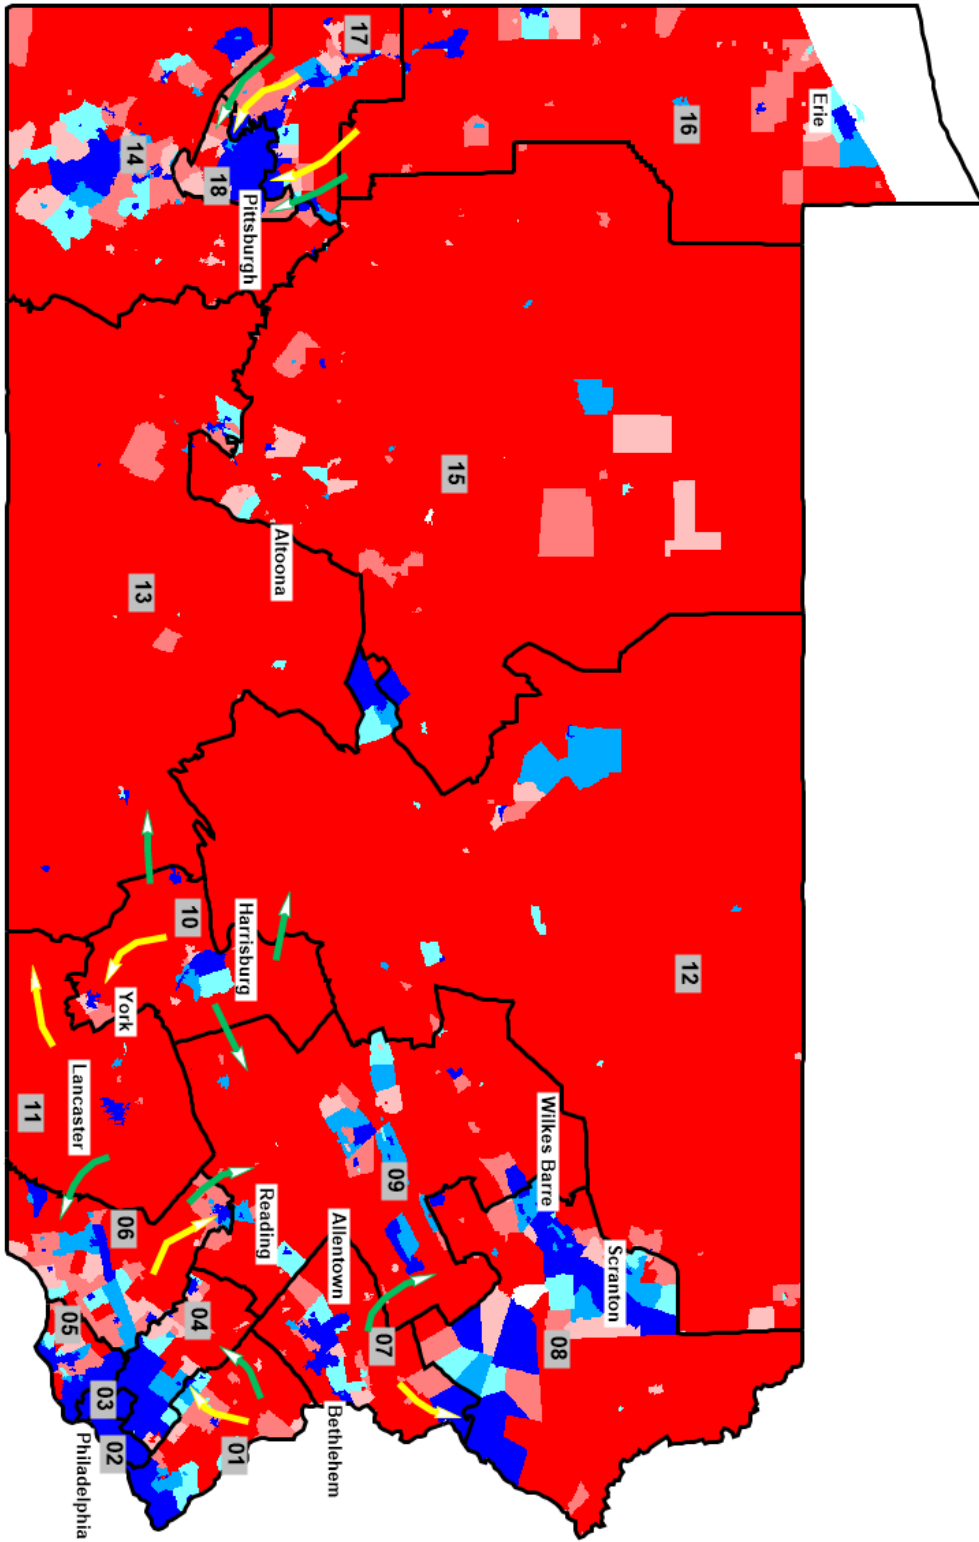 Erie
16
12
Scranton
08
Wilkes Barre
15
09
07
17
Allentown
Bethlehem
Altoona
Reading
Pittsburgh
Harrisburg
01
18
04
10
13
14
York
06
02
03
Philadelphia
Lancaster
05
11